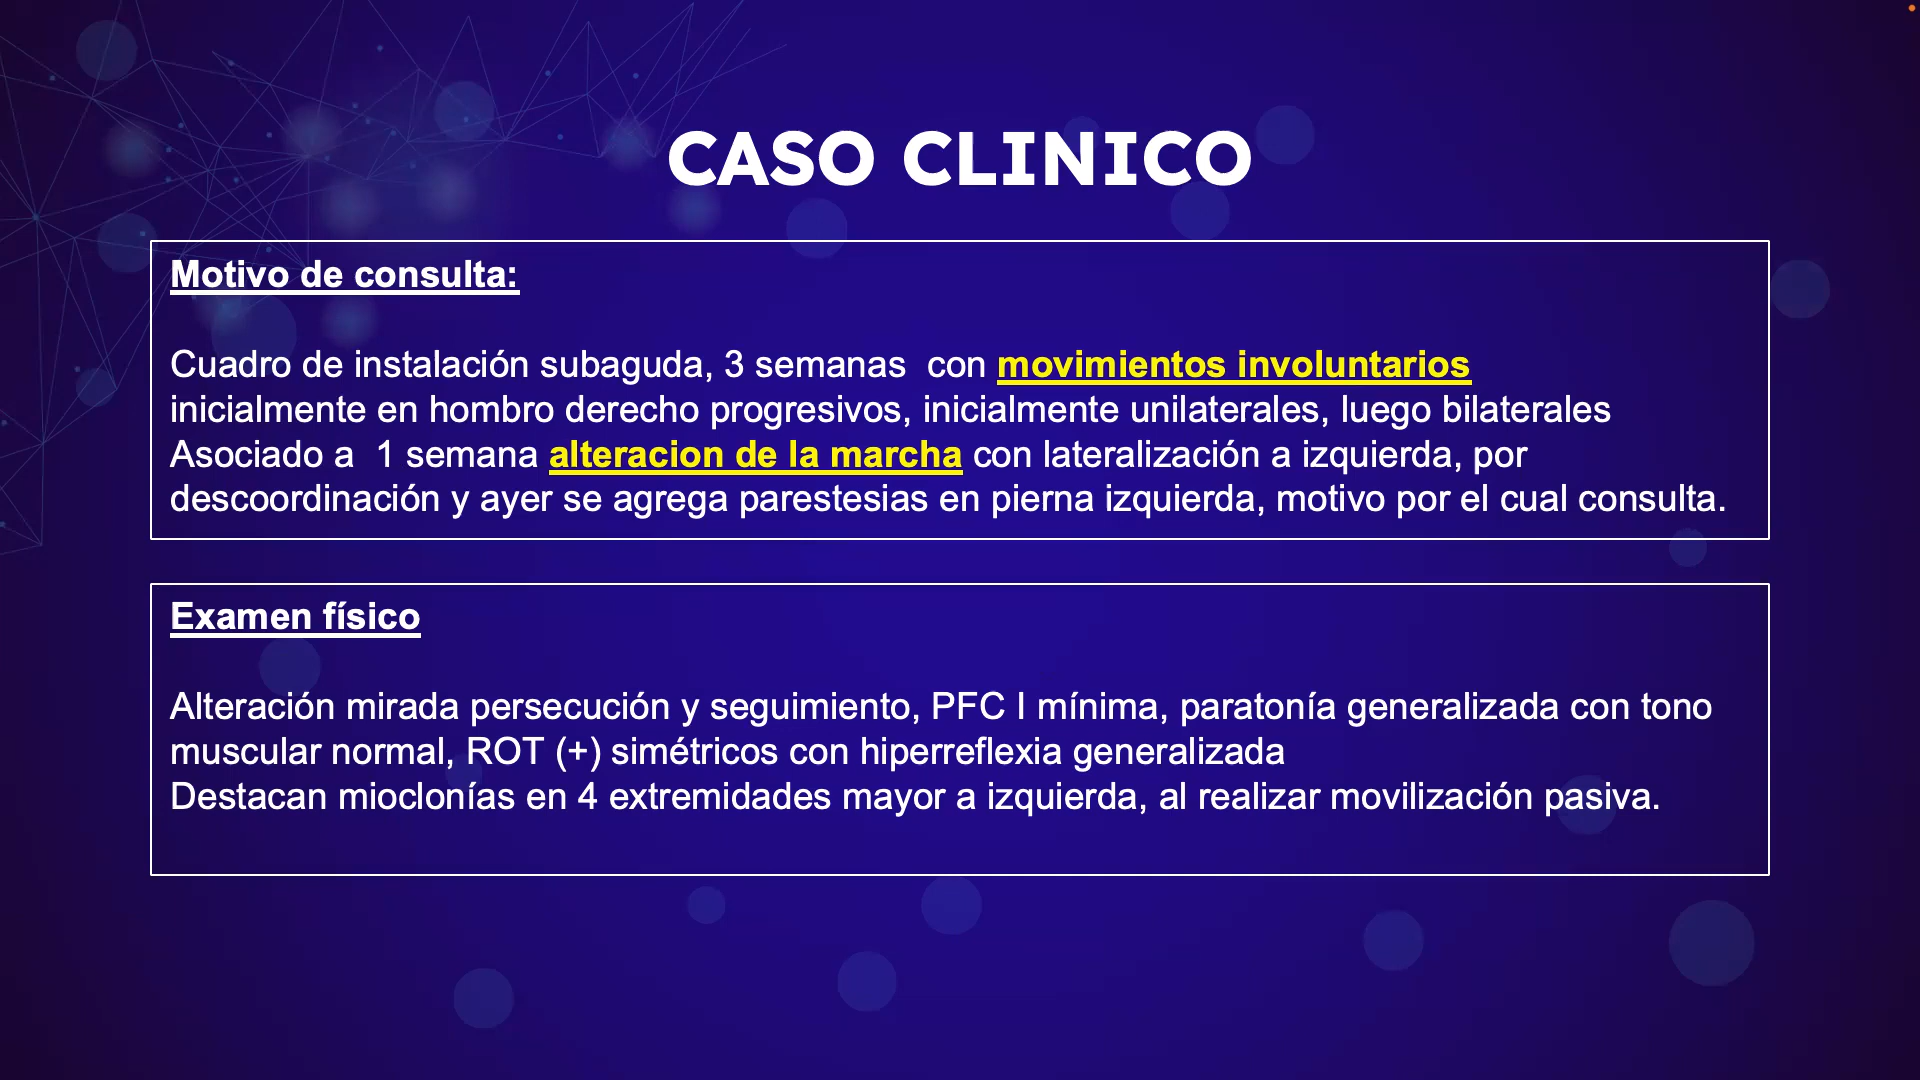 CASO CLINICO
Motivo de consulta:
Cuadro de instalación subaguda, 3 semanas  con movimientos involuntarios
inicialmente en hombro derecho progresivos, inicialmente unilaterales, luego bilaterales
Asociado a  1 semana alteracion de la marcha con lateralización a izquierda, por
descoordinación y ayer se agrega parestesias en pierna izquierda, motivo por el cual consulta.
Examen físico
Alteración mirada persecución y seguimiento, PFC I mínima, paratonía generalizada con tono
muscular normal, ROT (+) simétricos con hiperreflexia generalizada
Destacan mioclonías en 4 extremidades mayor a izquierda, al realizar movilización pasiva.